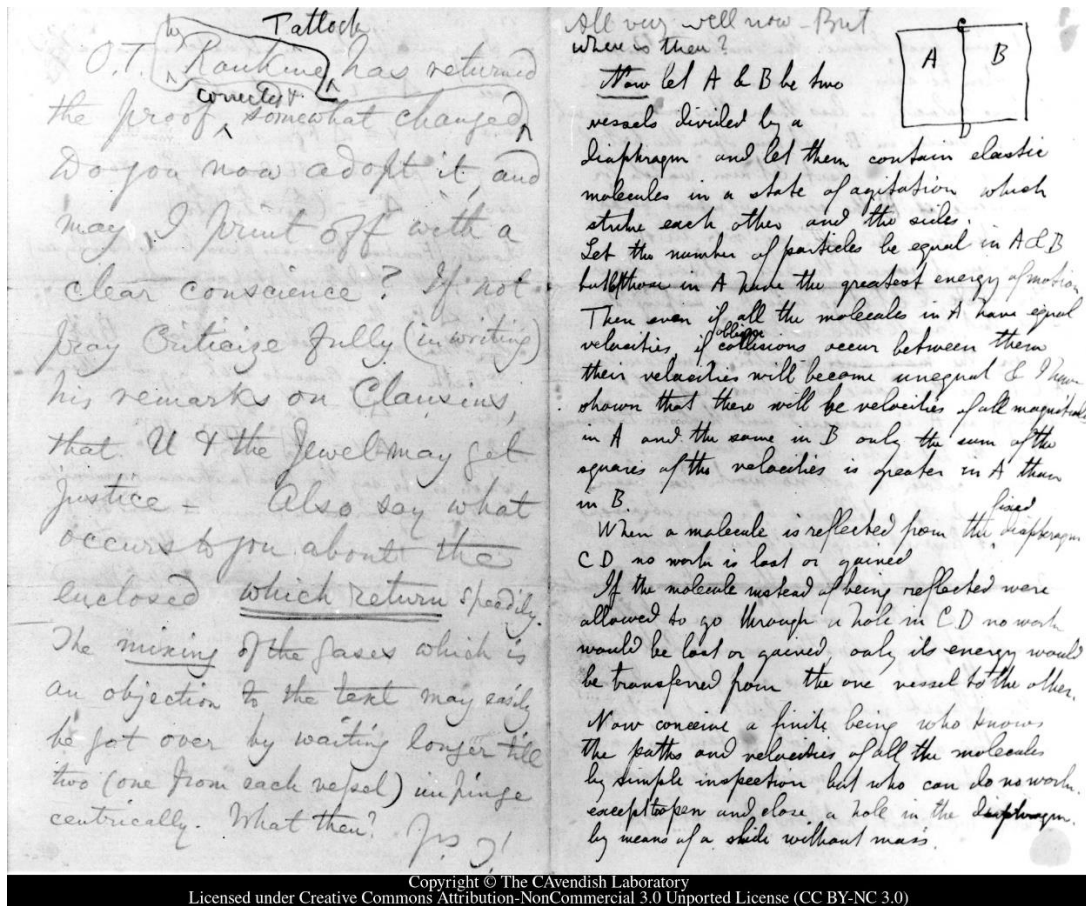 by Tatlock
O.T. Rankine has returned
corrected &
the proof, somewhat changed
Do you now adopt it, and
may I print off with a
clear conscience? If not
pray criticize fully (in writing)
his remarks on Clausius,
that U & the Jewel may get
Justice – Also say what
occurs to you about the
enclosed which return speedily.
The mixing of the gases which is
an objection to the text may easily
be got over by waiting longer till
two (one from each vessel) impinge
centrically. What then?
All very well now – But
where is then?
C
A B
D
Now let A & B be two
vessels divided by a
diaphragm and let them contain elastic
molecules in a state of agitation which
strike each other and the sides.
Let the number of particles be equal in A & B
but let those in A have the greatest energy of motion
Then even if all the molecules in A have equal
oblique
velocities, if collisions occur between them
their velocities will become unequal & I have
shown that there will be velocities of all magnitudes
in A and the same in B only the sum of the
squares of the velocities is greater in A than
in B.
fixed
When a molecule is reflected from the diaphragm
CD no work is lost or gained
If the molecule instead of being reflected were
allowed to go through a hole in CD no work
would be lost or gained, only its energy would
be transferred from the one vessel to the other.
Now conceive a finite being who knows
the paths and velocities of all the molecules
by simple inspection but who can do no work,
except to open and close a hole in the diaphragm,
by means of a slide without mass.
Copyright © The CAvendish Laboratory
Licensed under Creative Commons Attribution-NonCommercial 3.0 Unported License (CC BY-NC 3.0)